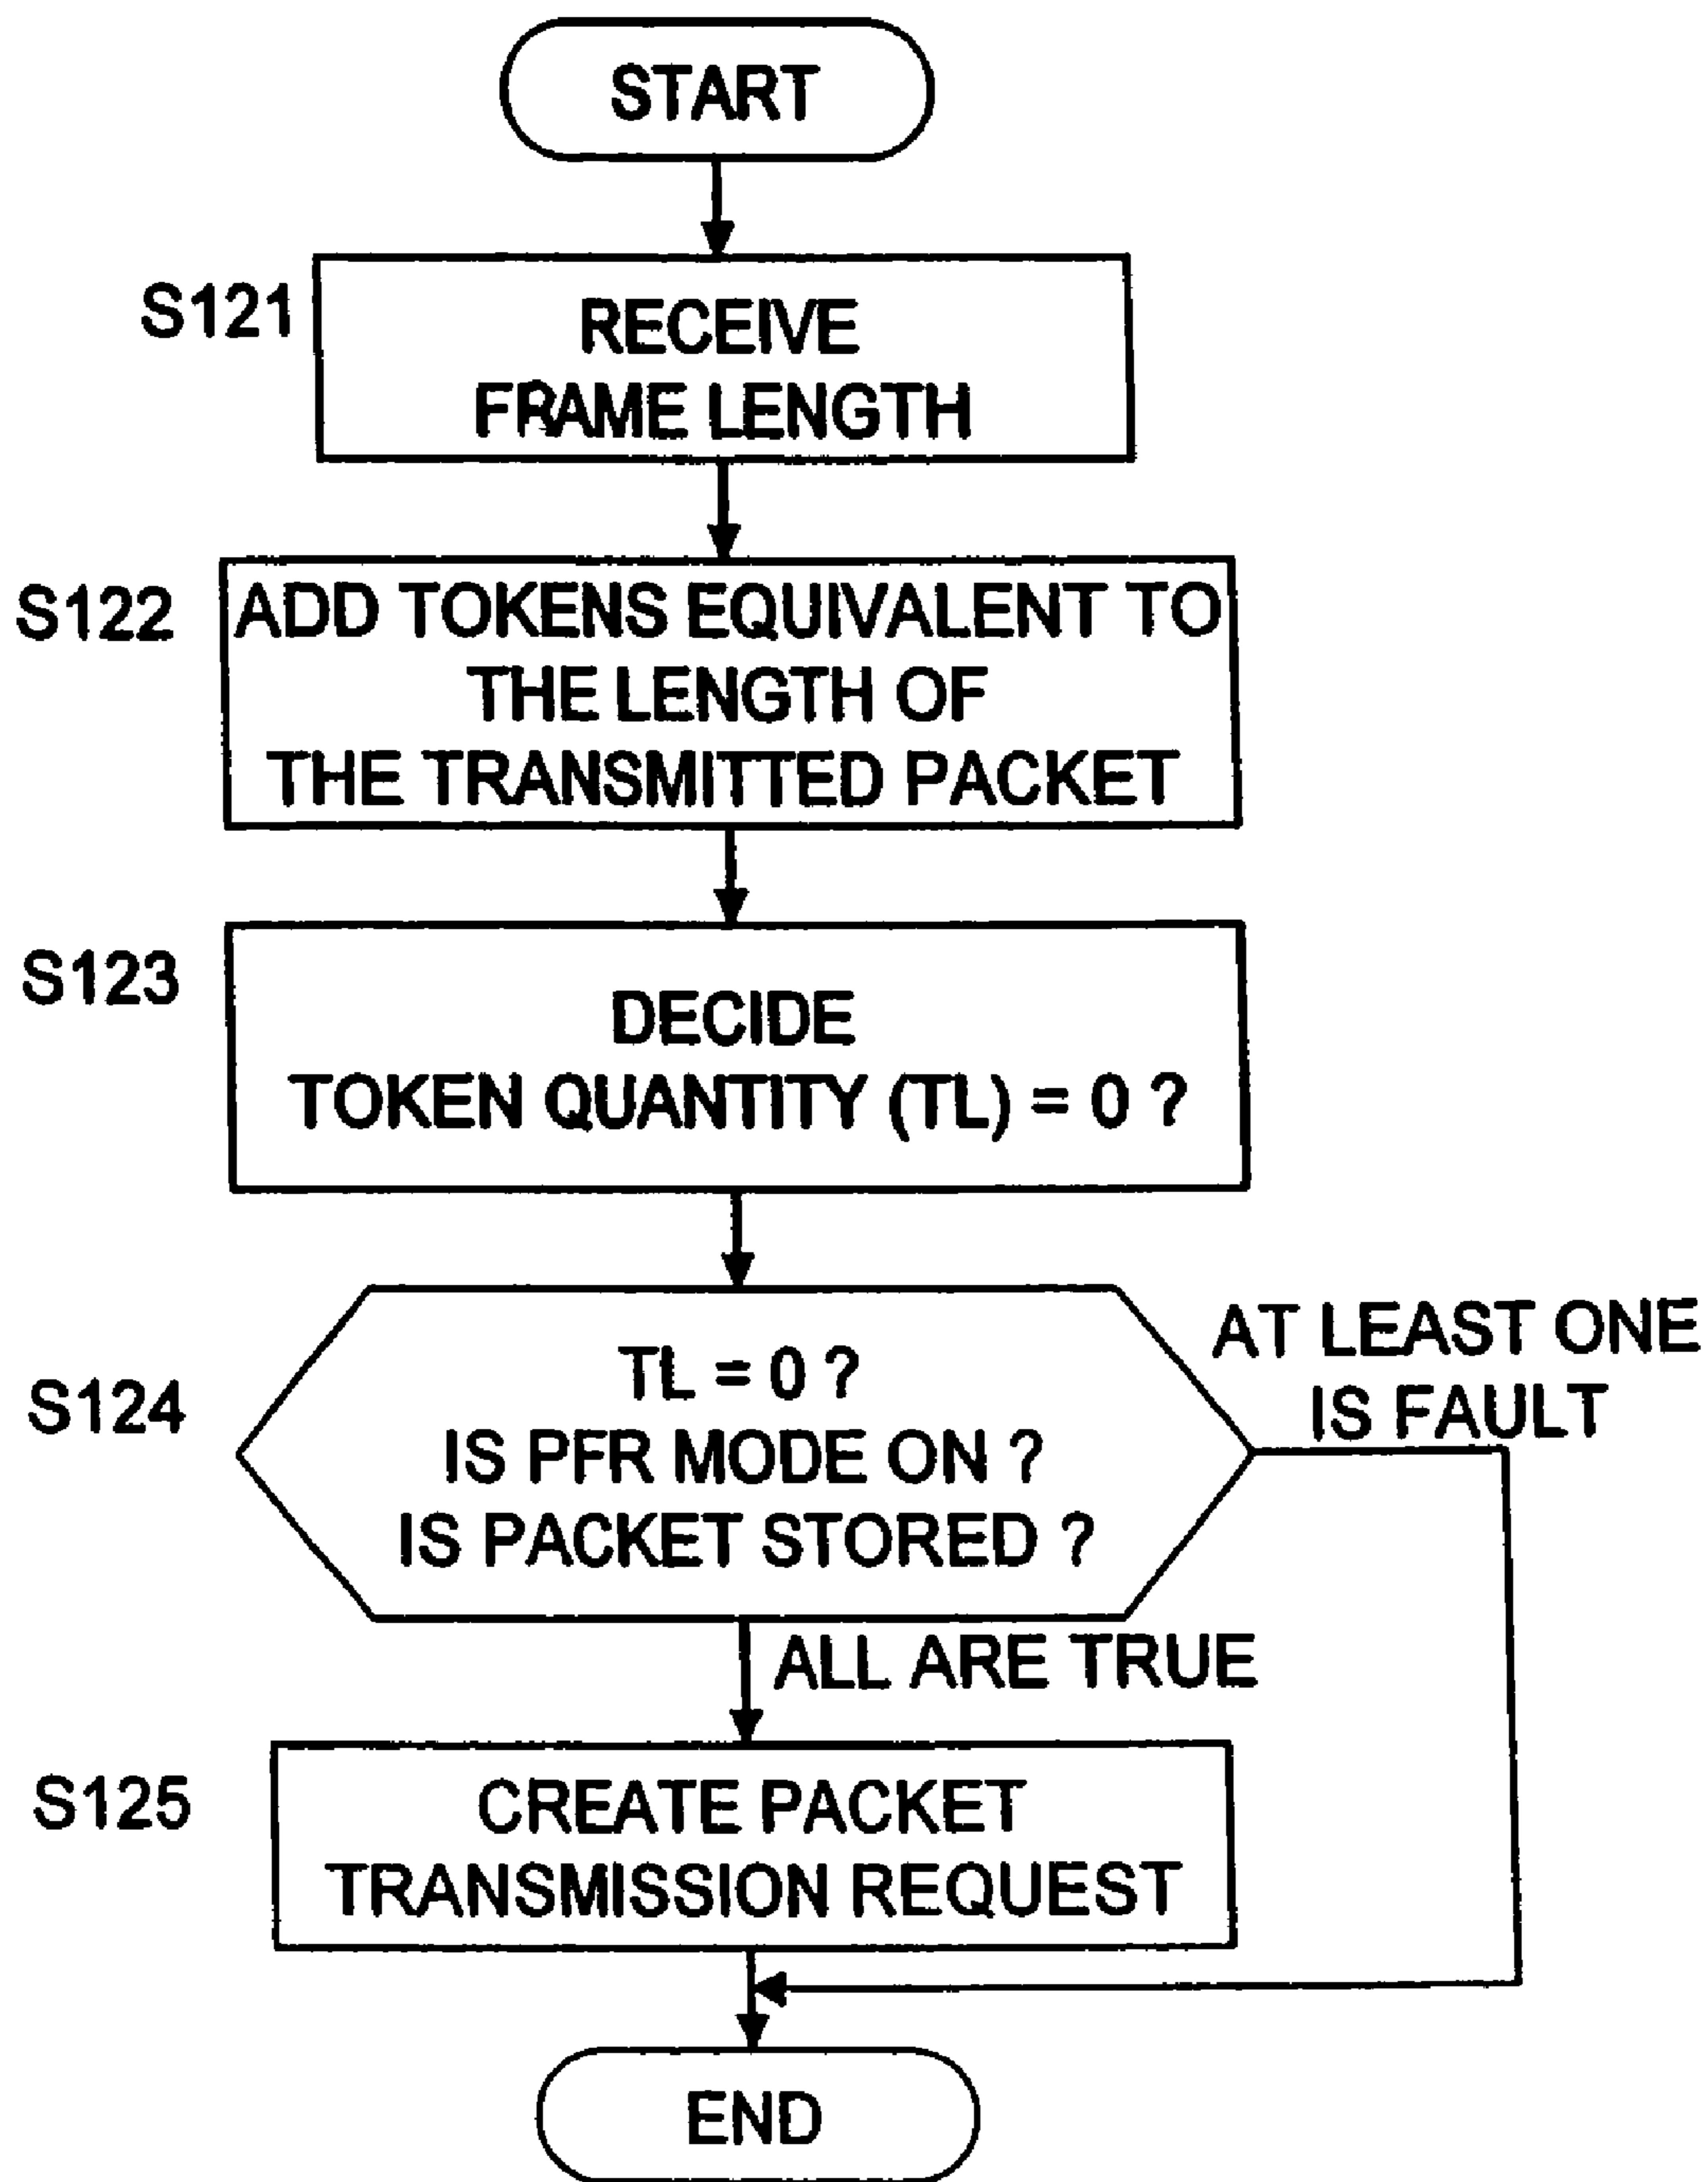 START
S121
RECEIVE
FRAME LENGTH
S122
ADD TOKENS EQUIVALENT TO
THE LENGTH OF
THE TRANSMITTED PACKET
S123
DECIDE
TOKEN QUANTITY (TL) = 0 ?
S124
TL = 0 ?
IS PFR MODE ON ?
IS PACKET STORED ?
AT LEAST ONE
IS FAULT
ALL ARE TRUE
S125
CREATE PACKET
TRANSMISSION REQUEST
END